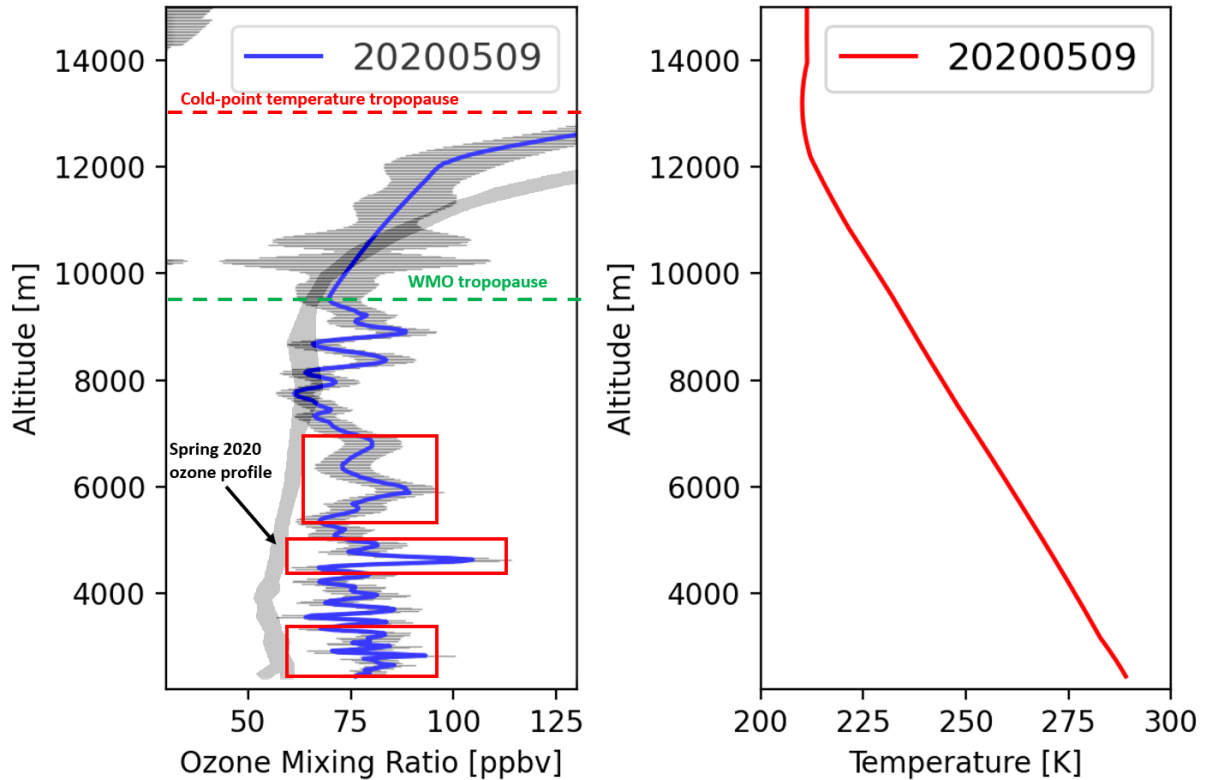 20200509
Cold-point temperature tropopause
WMO tropopause
Spring 2020
ozone profile
14000
12000
10000
8000
6000
4000
Altitude [m]
50 75 100 125
Ozone Mixing Ratio [ppbv]
20200509
14000
12000
10000
8000
6000
4000
Altitude [m]
200 225 250 275 300
Temperature [K]